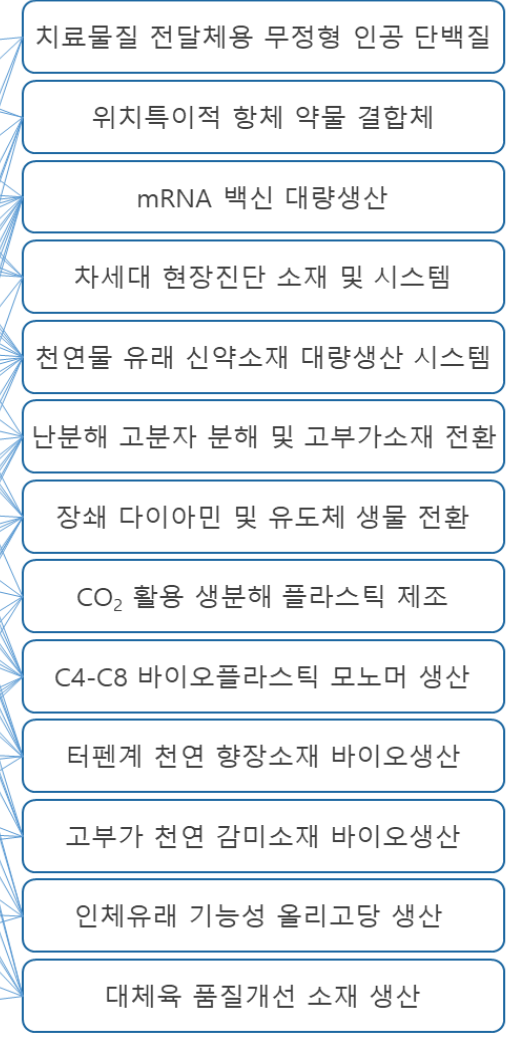 치료물질 전달체용 무정형 인공 단백질
위치특이적 항체 약물 결합체
mRNA 백신 대량생산
차세대 현장진단 소재 및 시스템
천연물 유래 신약소재 대량생산 시스템
난분해 고분자 분해 및 고부가소재 전환
장쇄 다이아민 및 유도체 생물 전환
CO₂ 활용 생분해 플라스틱 제조
C4-C8 바이오플라스틱 모노머 생산
터펜계 천연 향장소재 바이오생산
고부가 천연 감미소재 바이오생산
인체유래 기능성 올리고당 생산
대체육 품질개선 소재 생산